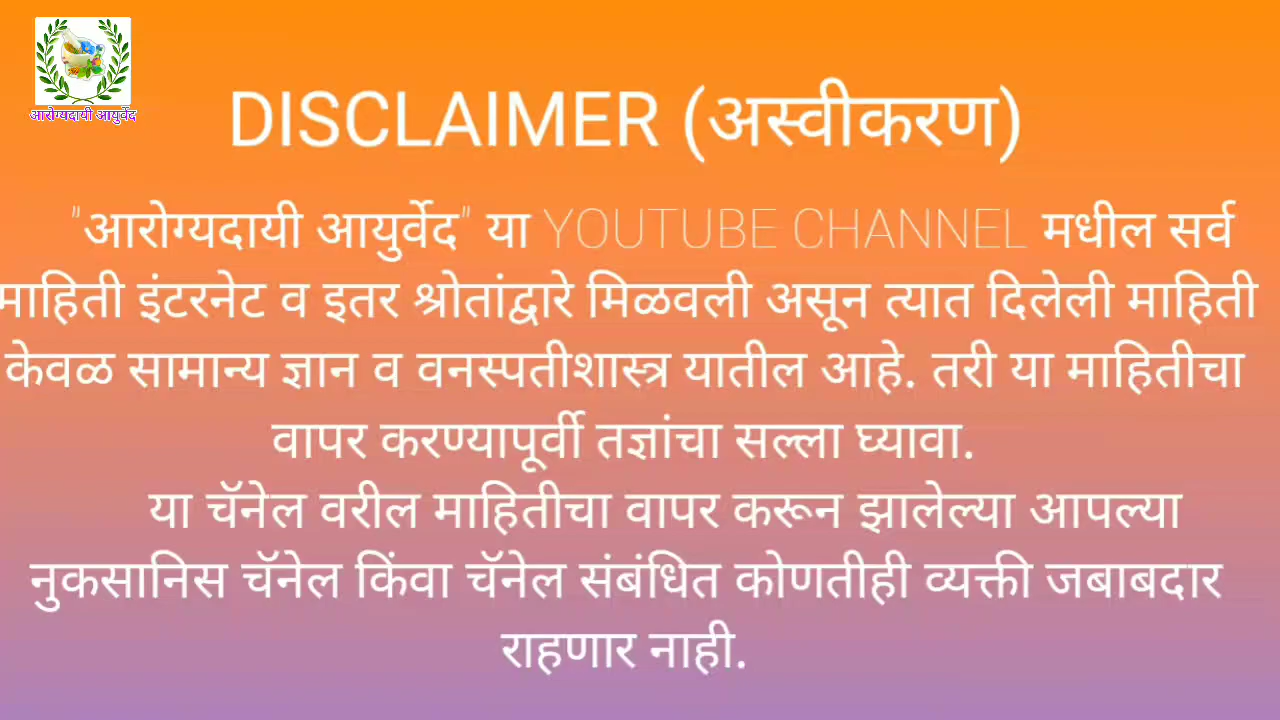 आरोग्यदायी आयुर्वेद
DISCLAIMER (अस्वीकरण)
"आरोग्यदायी आयुर्वेद" या YOUTUBE CHANNEL मधील सर्व
माहिती इंटरनेट व इतर श्रोतांद्वारे मिळवली असून त्यात दिलेली माहिती
केवळ सामान्य ज्ञान व वनस्पतीशास्त्र यातील आहे. तरी या माहितीचा
वापर करण्यापूर्वी तज्ञांचा सल्ला घ्यावा.
या चॅनेल वरील माहितीचा वापर करून झालेल्या आपल्या
नुकसानिस चॅनेल किंवा चॅनेल संबंधित कोणतीही व्यक्ती जबाबदार
राहणार नाही.